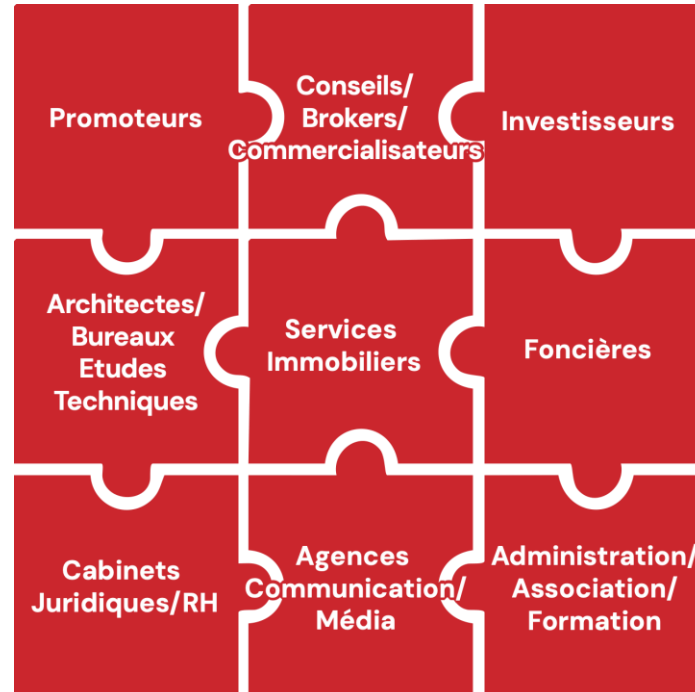 Promoteurs
Conseils/
Brokers/
Commercialisateurs
Investisseurs
Architectes/
Bureaux
Etudes
Techniques
Services
Immobiliers
Foncières
Cabinets
Juridiques/RH
Agences
Communication/
Média
Administration/
Association/
Formation